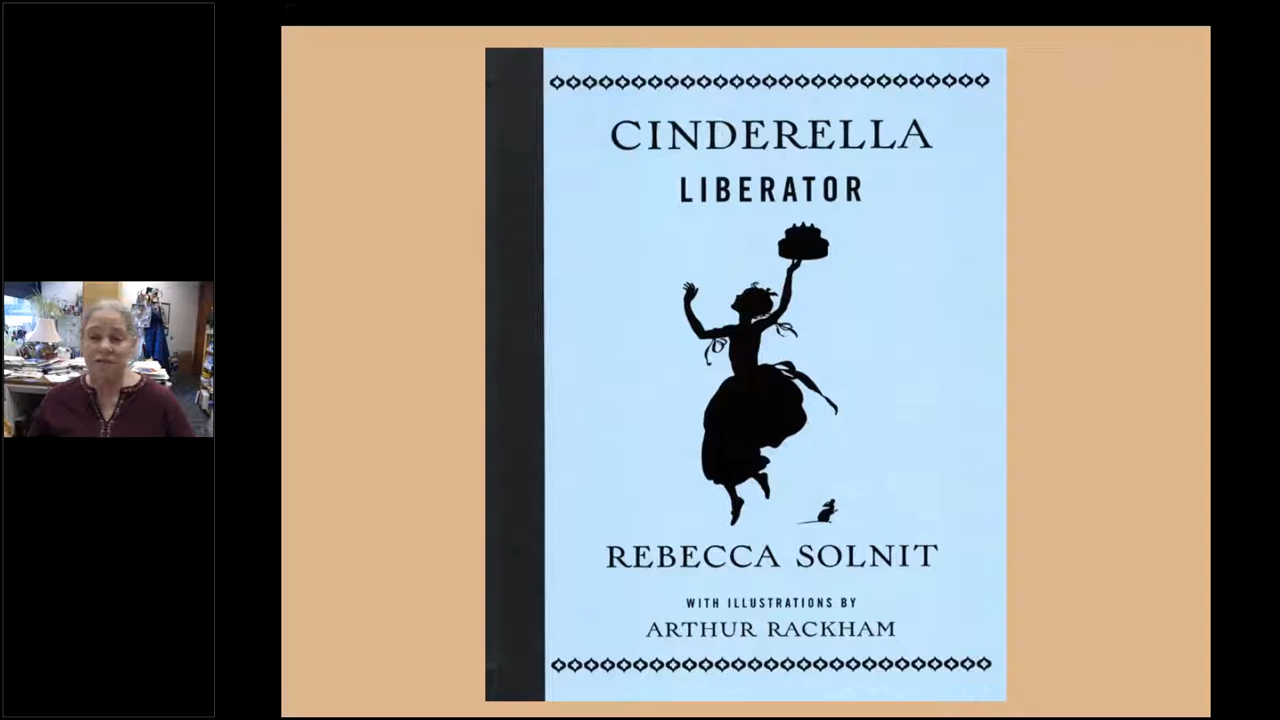 CINDERELLA
LIBERATOR
REBECCA SOLNIT
WITH ILLUSTRATIONS BY
ARTHUR RACKHAM